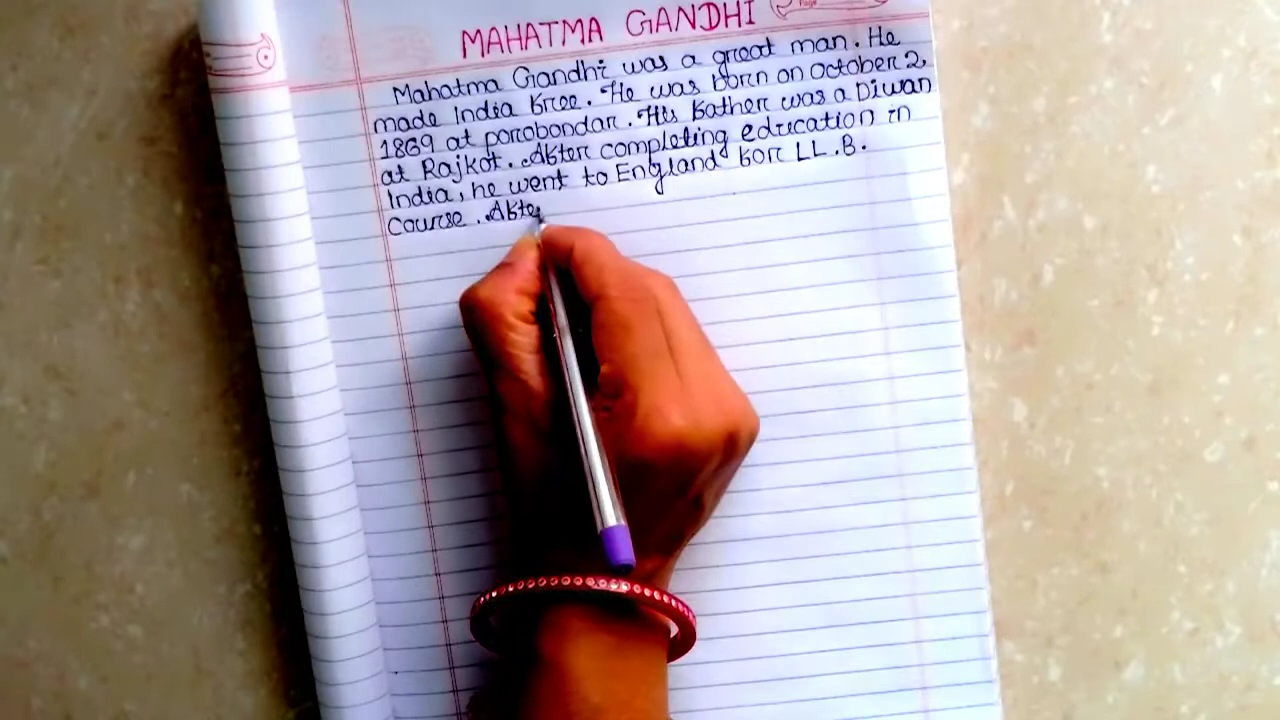 Page
MAHATMA GANDHI
Mahatma Gandhi was a great man. He
made India free. He was born on October 2,
1869 at porobondar. His father was a Diwan
at Rajkot. After completing education in
India, he went to England for LL.B.
Course. Afte